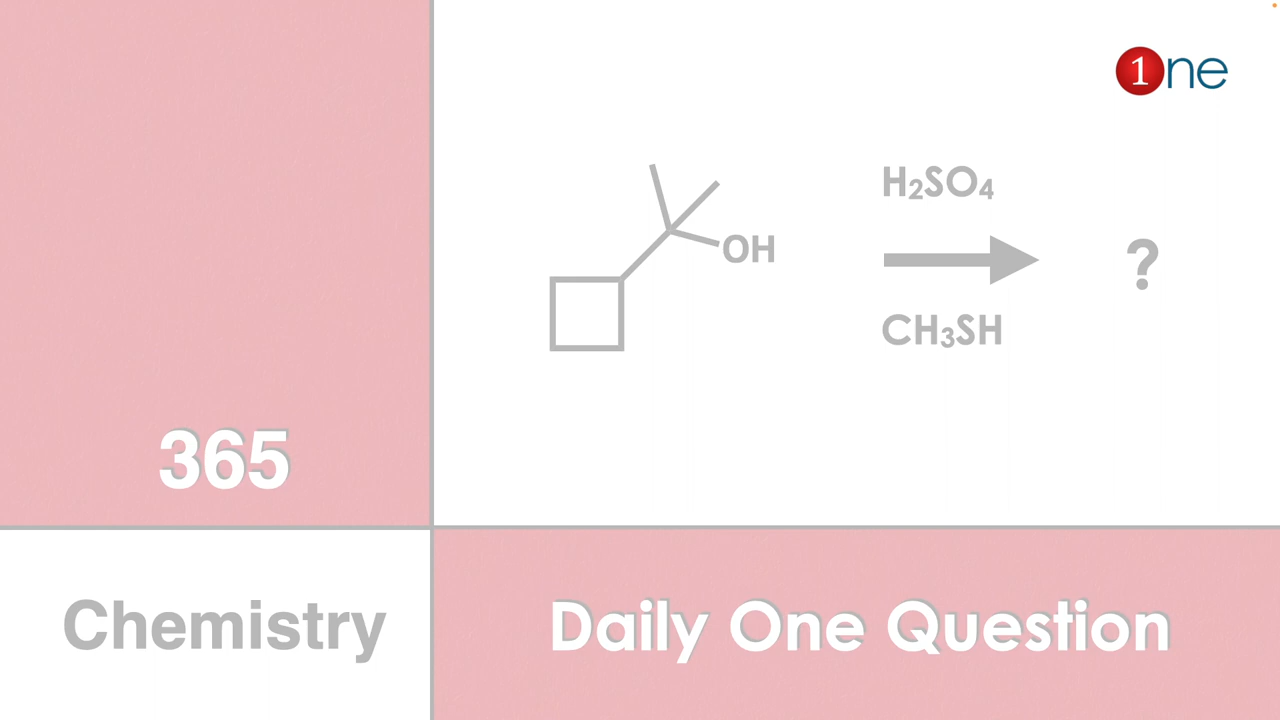 1ne
H₂SO₄
OH
?
CH₃SH
365
Chemistry
Daily One Question